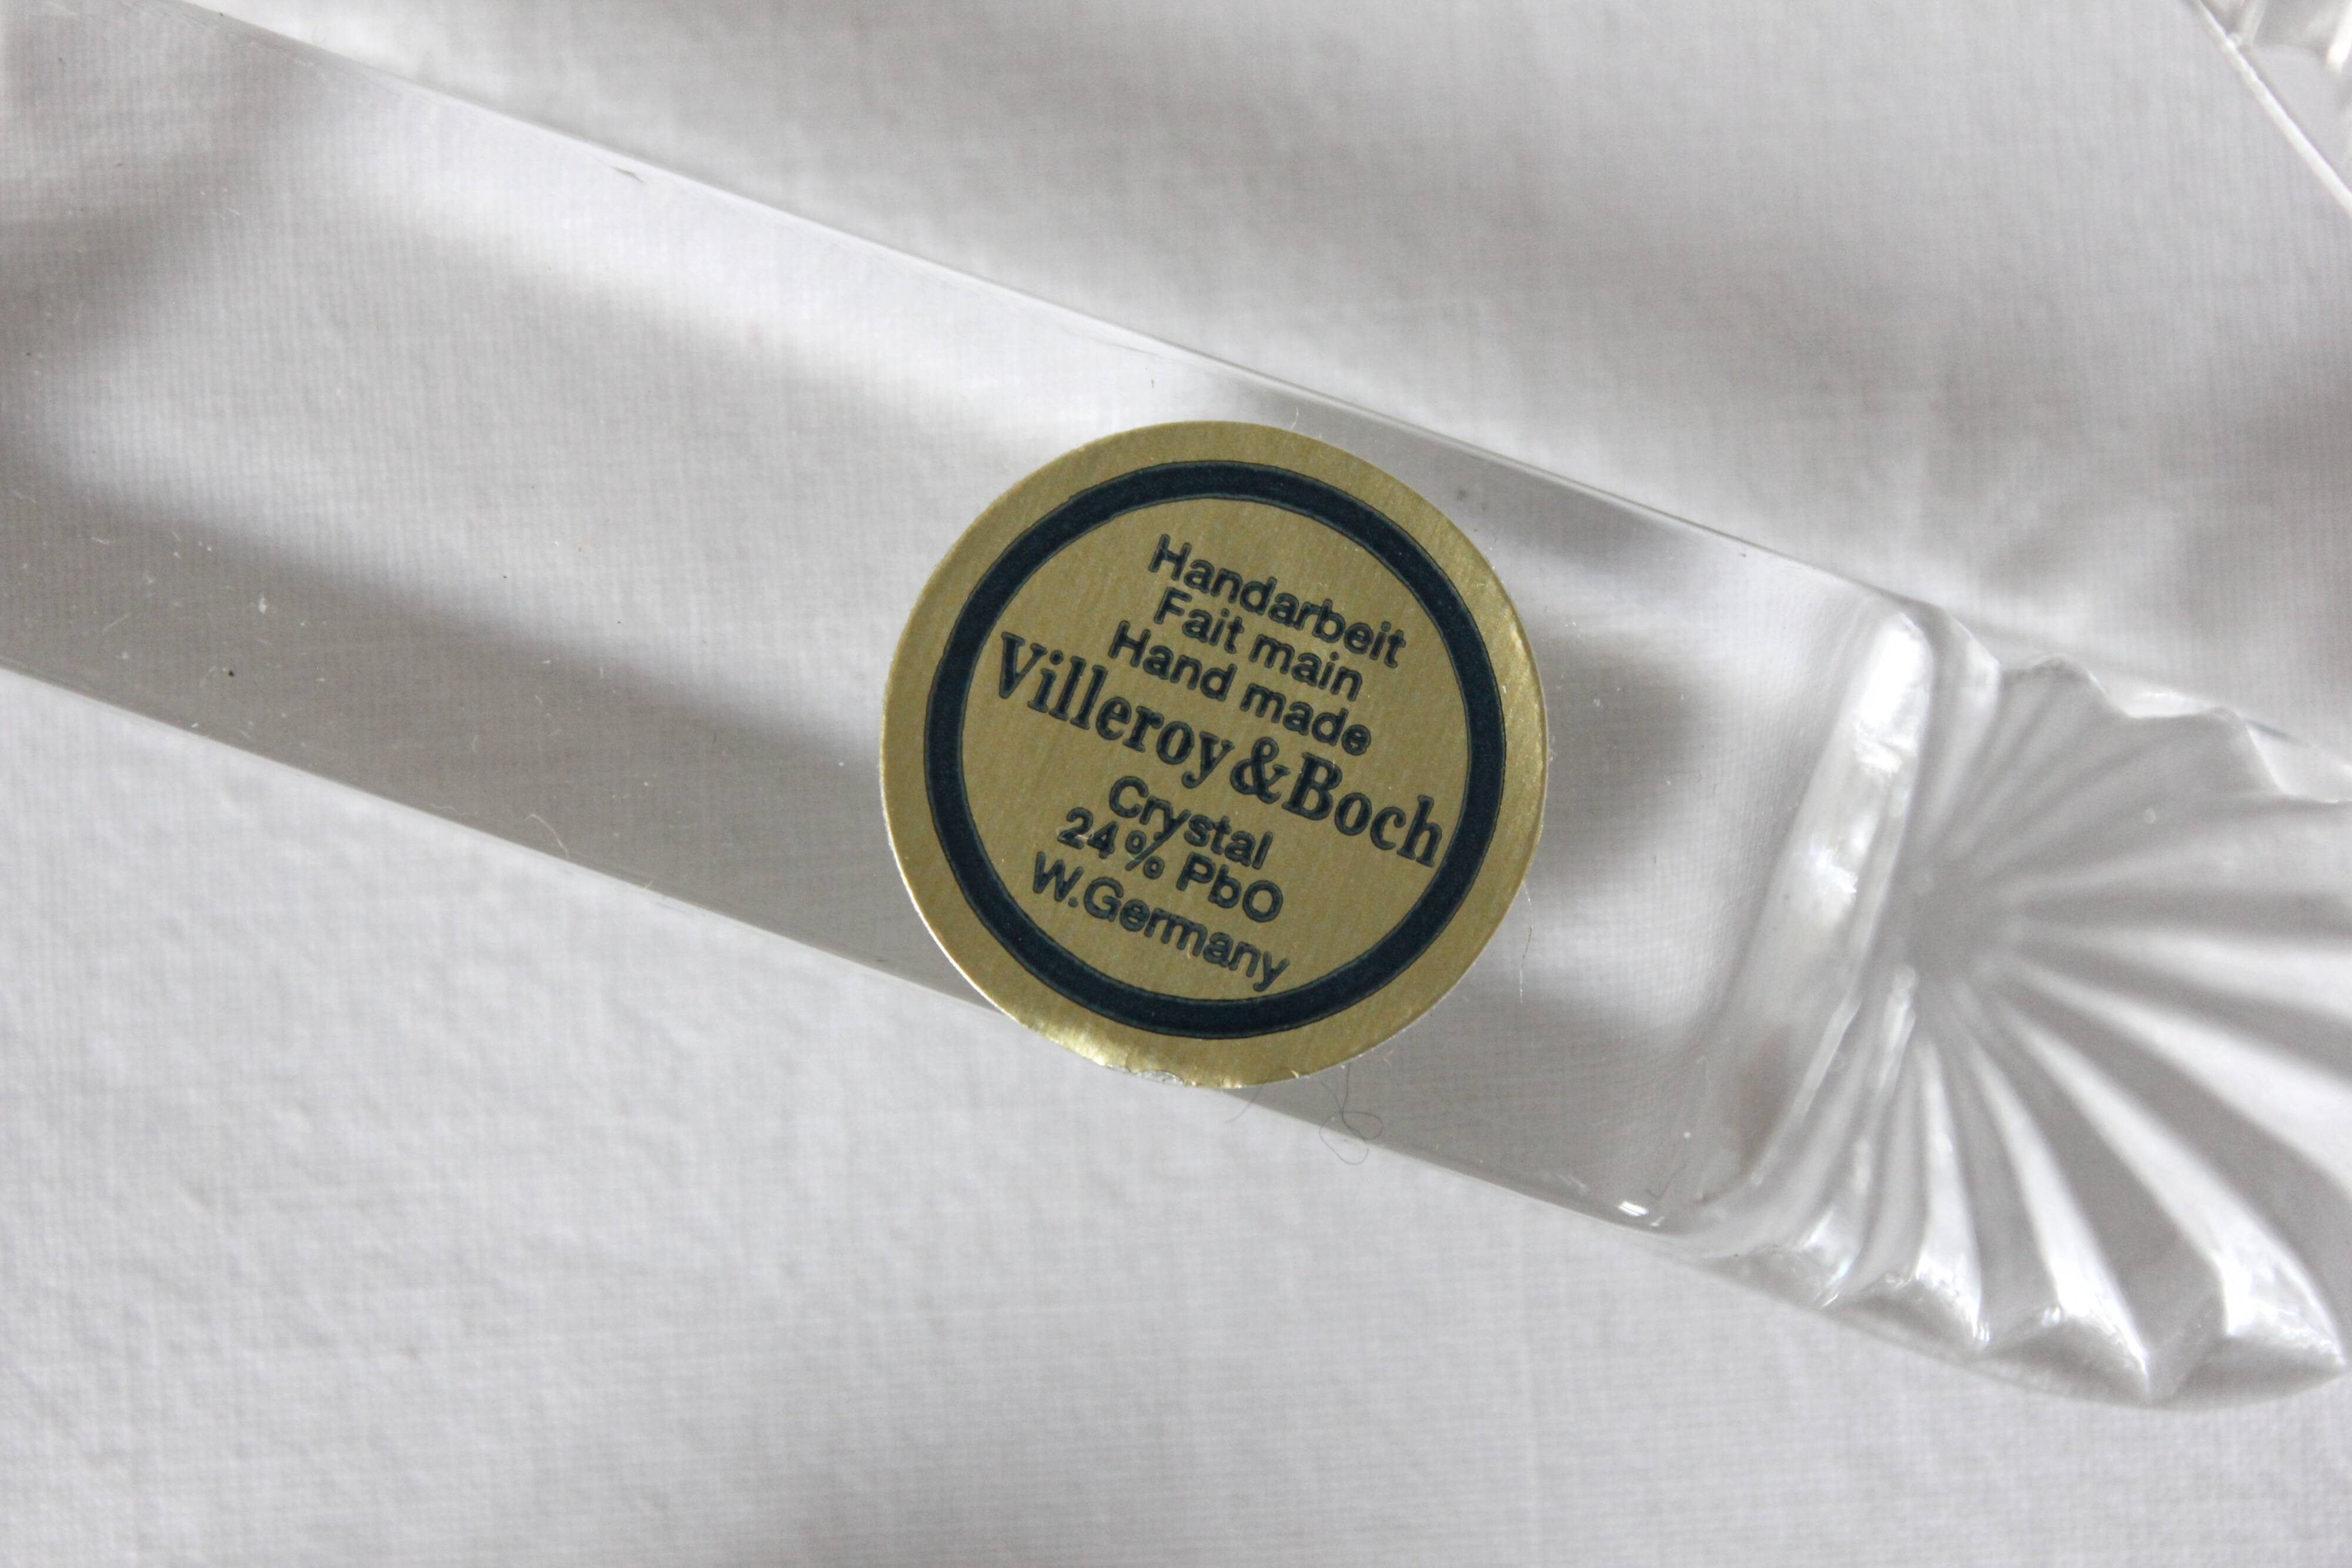 Handarbeit
Fait main
Hand made
Villeroy&Boch
Crystal
24% PbO
W.Germany